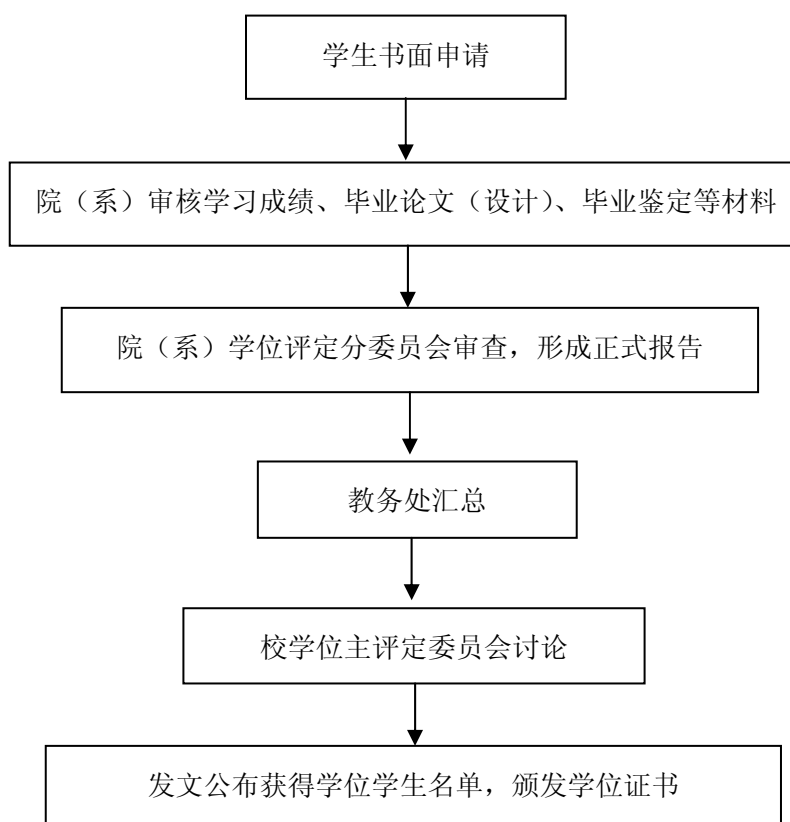 学生书面申请
院（系）审核学习成绩、毕业论文（设计）、毕业鉴定等材料
院（系）学位评定分委员会审查，形成正式报告
教务处汇总
校学位主评定委员会讨论
发文公布获得学位学生名单，颁发学位证书